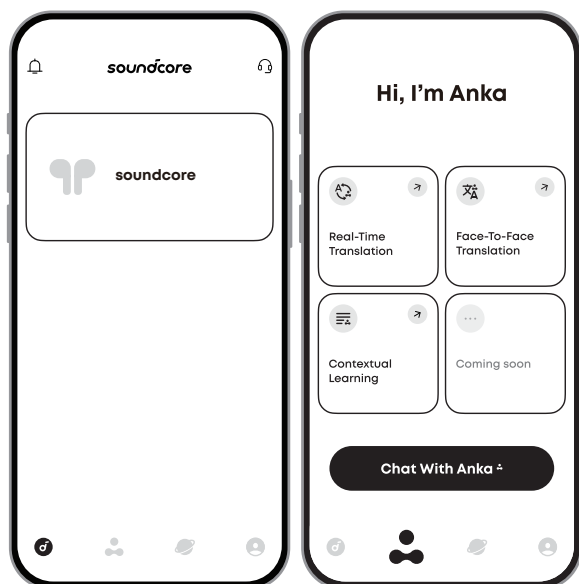 soundcore
soundcore
Hi, I'm Anka
Real-Time
Translation
Face-To-Face
Translation
Contextual
Learning
Coming soon
Chat With Anka